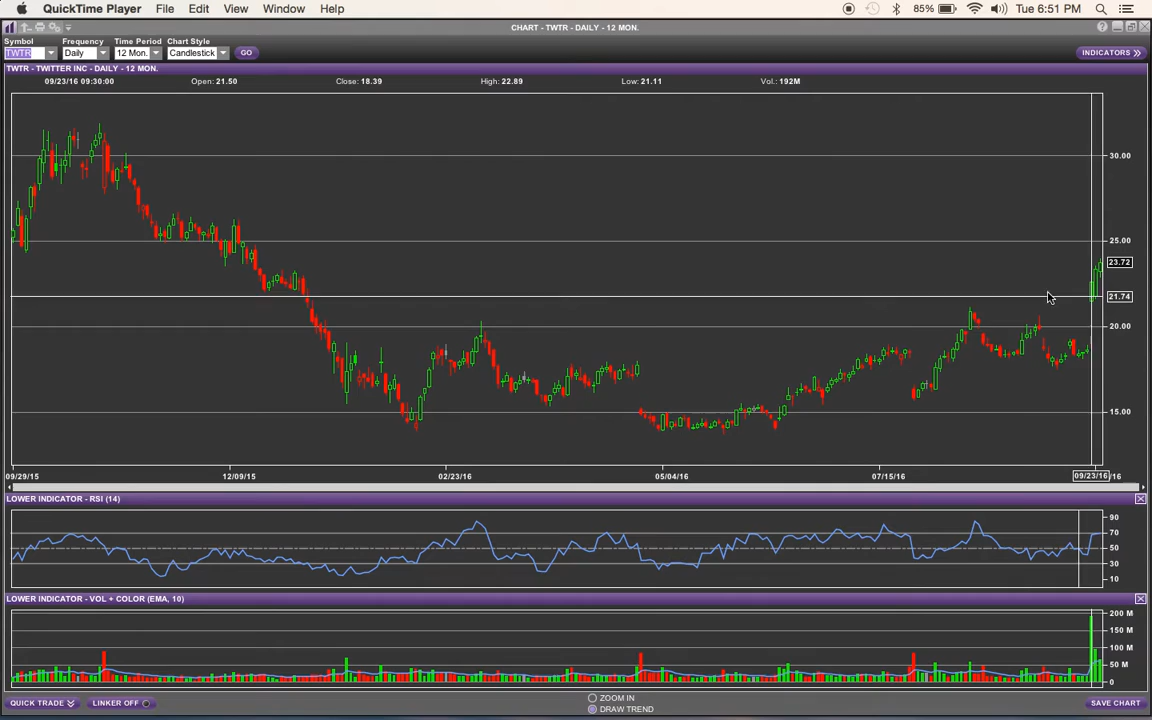 QuickTime Player File Edit View Window Help 85% Tue 6:51 PM
CHART - TWTR - DAILY - 12 MON.
Symbol Frequency Time Period Chart Style
TWTR Daily 12 Mon. Candlestick GO INDICATORS
TWTR - TWITTER INC - DAILY - 12 MON.
09/23/16 09:30:00 Open: 21.50 Close: 18.39 High: 22.89 Low: 21.11 Vol.: 192M
30.00
25.00
23.72
21.74
20.00
15.00
09/29/15 12/09/15 02/23/16 05/04/16 07/15/16 09/23/16 /16
LOWER INDICATOR - RSI (14)
90
70
50
30
10
LOWER INDICATOR - VOL + COLOR (EMA, 10)
200 M
150 M
100 M
50 M
0
ZOOM IN
QUICK TRADE LINKER OFF DRAW TREND SAVE CHART